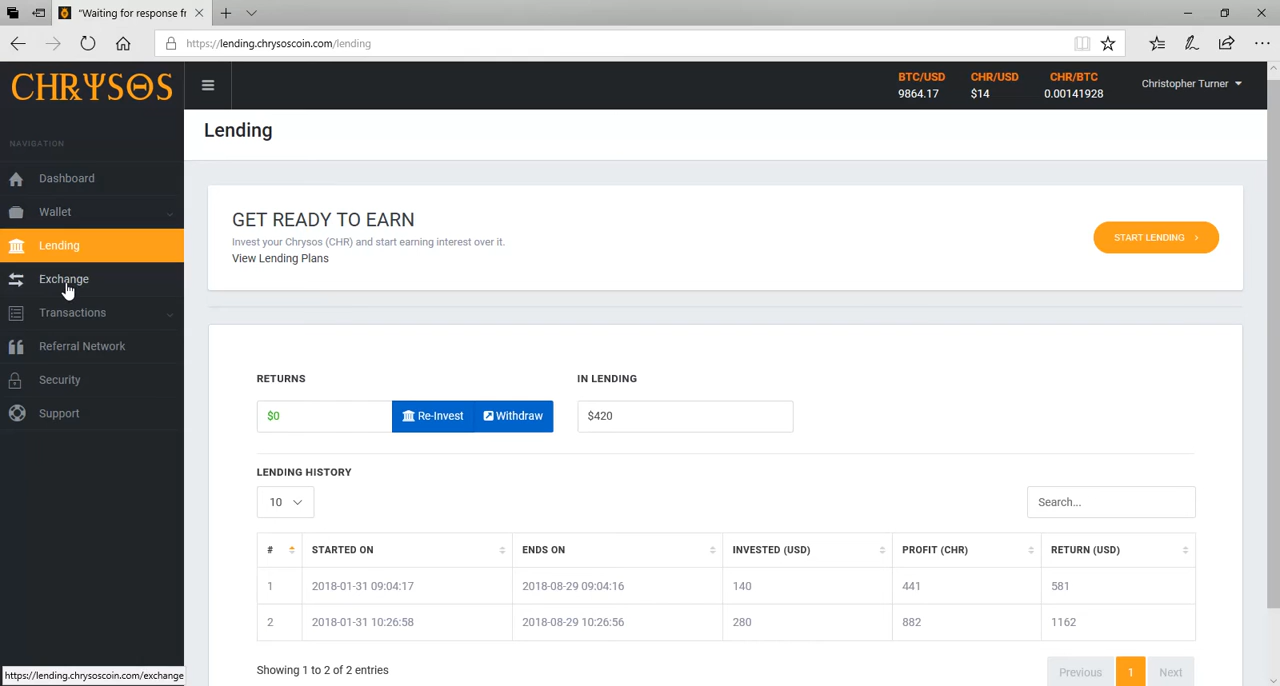 "Waiting for response fr
https://lending.chrysoscoin.com/lending
CHRΨSΘS
BTC/USD CHR/USD CHR/BTC
9864.17 $14 0.00141928
Christopher Turner
NAVIGATION
Dashboard
Wallet
Lending
Exchange
Transactions
Referral Network
Security
Support
Lending
GET READY TO EARN
Invest your Chrysos (CHR) and start earning interest over it.
View Lending Plans
START LENDING
RETURNS IN LENDING
$0 Re-Invest Withdraw $420
LENDING HISTORY
10 Search...
# STARTED ON ENDS ON INVESTED (USD) PROFIT (CHR) RETURN (USD)
1 2018-01-31 09:04:17 2018-08-29 09:04:16 140 441 581
2 2018-01-31 10:26:58 2018-08-29 10:26:56 280 882 1162
Showing 1 to 2 of 2 entries
Previous 1 Next
https://lending.chrysoscoin.com/exchange